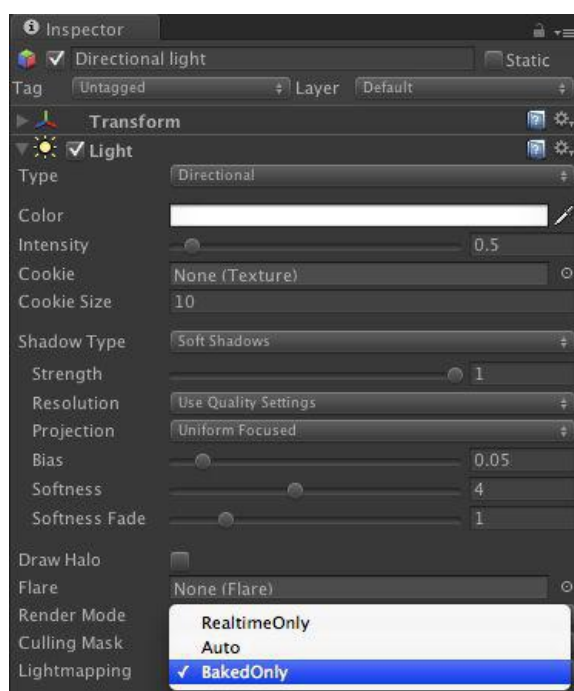 Inspector
Directional light Static
Tag Untagged Layer Default
Transform
Light
Type Directional
Color
Intensity 0.5
Cookie None (Texture)
Cookie Size 10
Shadow Type Soft Shadows
Strength 1
Resolution Use Quality Settings
Projection Uniform Focused
Bias 0.05
Softness 4
Softness Fade 1
Draw Halo
Flare None (Flare)
Render Mode RealtimeOnly
Culling Mask Auto
Lightmapping ✓ BakedOnly